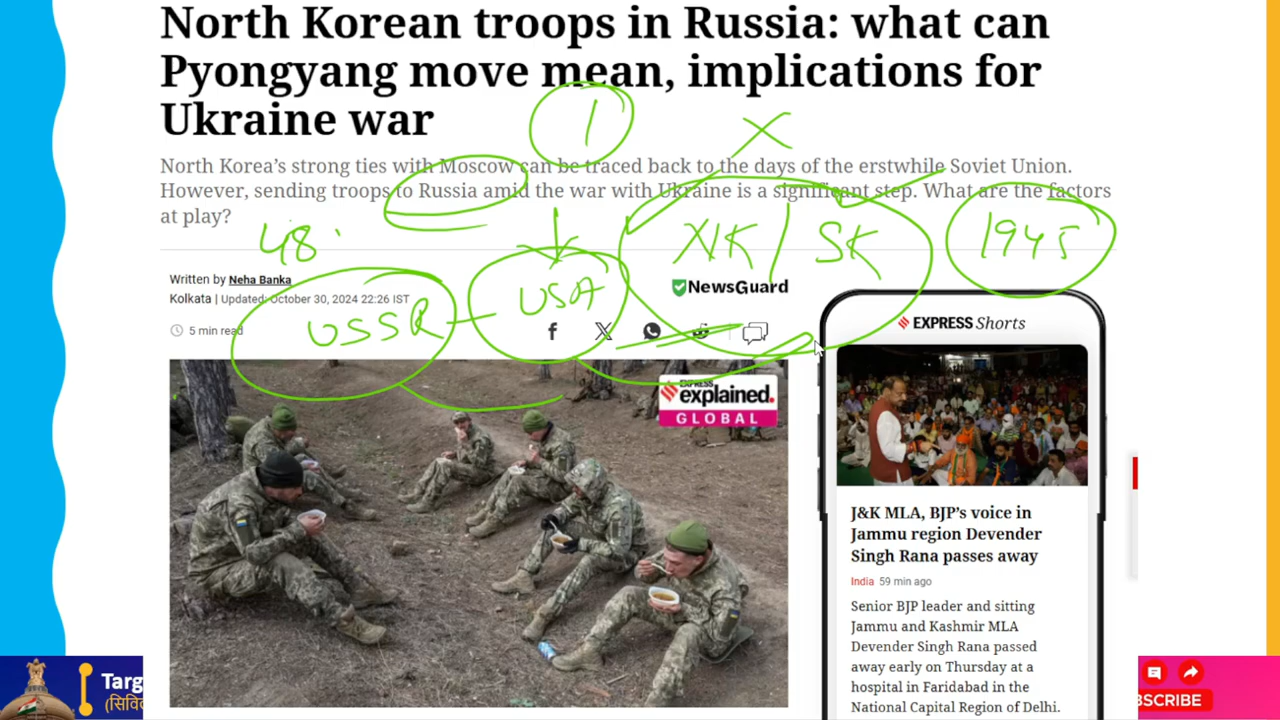 North Korean troops in Russia: what can
Pyongyang move mean, implications for
Ukraine war
1
X
North Korea's strong ties with Moscow can be traced back to the days of the erstwhile Soviet Union.
However, sending troops to Russia amid the war with Ukraine is a significant step. What are the factors
at play?
48.
NK / SK
1945
Written by Neha Banka
Kolkata | Updated: October 30, 2024 22:26 IST
USSR - USA
NewsGuard
5 min read
EXPRESS Shorts
EXPRESS
explained.
GLOBAL
J&K MLA, BJP's voice in
Jammu region Devender
Singh Rana passes away
India 59 min ago
Senior BJP leader and sitting
Jammu and Kashmir MLA
Devender Singh Rana passed
away early on Thursday at a
hospital in Faridabad in the
National Capital Region of Delhi.
Targ
(सिवि
BSCRIBE